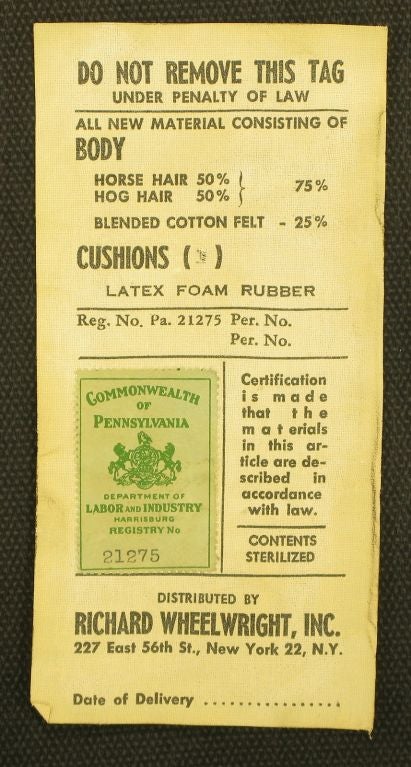 DO NOT REMOVE THIS TAG
UNDER PENALTY OF LAW
ALL NEW MATERIAL CONSISTING OF
BODY
HORSE HAIR 50% } 75%
HOG HAIR 50%
BLENDED COTTON FELT - 25%
CUSHIONS ( )
LATEX FOAM RUBBER
Reg. No. Pa. 21275 Per. No.
Per. No.
COMMONWEALTH
OF
PENNSYLVANIA
DEPARTMENT OF
LABOR AND INDUSTRY
HARRISBURG
REGISTRY No
21275
Certification
is made
that the
materials
in this ar-
ticle are de-
scribed in
accordance
with law.
CONTENTS
STERILIZED
DISTRIBUTED BY
RICHARD WHEELWRIGHT, INC.
227 East 56th St., New York 22, N.Y.
Date of Delivery ................